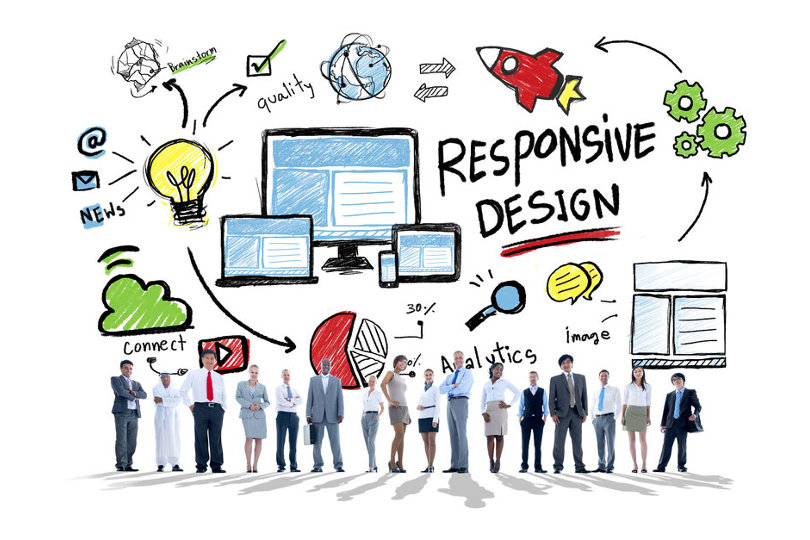 Brainstorm
quality
@
NEWS
RESPONSIVE
DESIGN
30%
Connect
image
Analytics